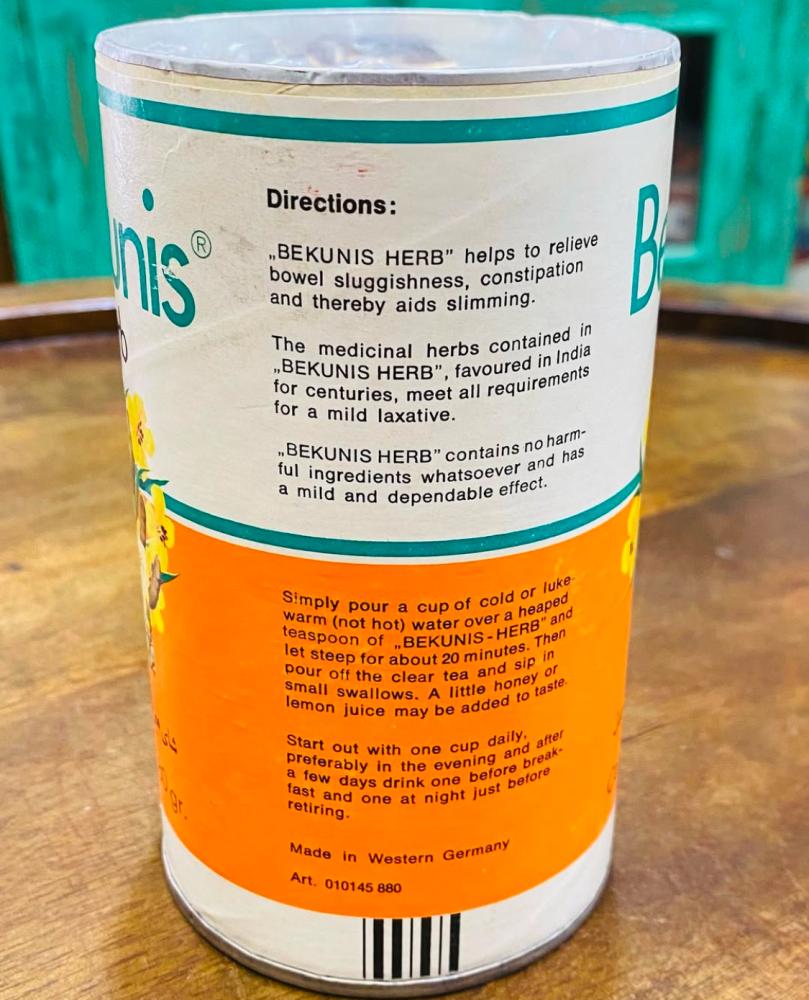 unis®
Be
Directions:
„BEKUNIS HERB” helps to relieve
bowel sluggishness, constipation
and thereby aids slimming.
The medicinal herbs contained in
„BEKUNIS HERB”, favoured in India
for centuries, meet all requirements
for a mild laxative.
„BEKUNIS HERB” contains no harm-
ful ingredients whatsoever and has
a mild and dependable effect.
Simply pour a cup of cold or luke-
warm (not hot) water over a heaped
teaspoon of „BEKUNIS-HERB” and
let steep for about 20 minutes. Then
pour off the clear tea and sip in
small swallows. A little honey or
lemon juice may be added to taste.
Start out with one cup daily,
preferably in the evening and after
a few days drink one before break-
fast and one at night just before
retiring.
شاي
gr.
Made in Western Germany
Art. 010145 880